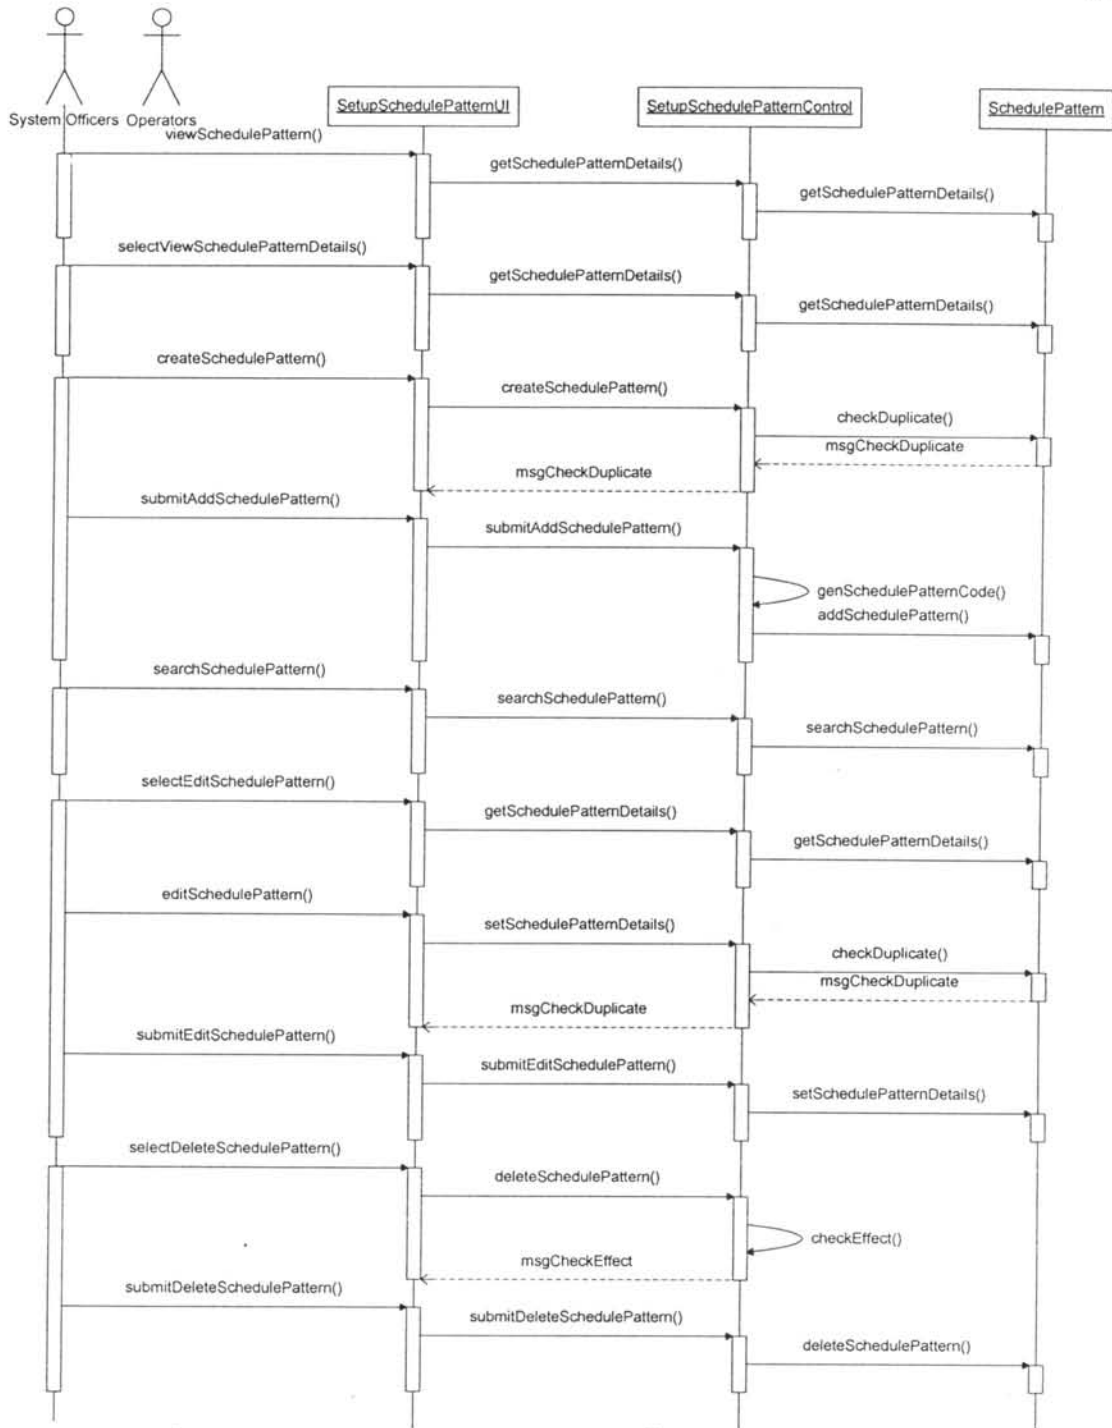 System Officers Operators
SetupSchedulePatternUI
SetupSchedulePatternControl
SchedulePattern
viewSchedulePattern()
getSchedulePatternDetails()
getSchedulePatternDetails()
selectViewSchedulePatternDetails()
getSchedulePatternDetails()
getSchedulePatternDetails()
createSchedulePattern()
createSchedulePattern()
checkDuplicate()
msgCheckDuplicate
msgCheckDuplicate
submitAddSchedulePattern()
submitAddSchedulePattern()
genSchedulePatternCode()
addSchedulePattern()
searchSchedulePattern()
searchSchedulePattern()
searchSchedulePattern()
selectEditSchedulePattern()
getSchedulePatternDetails()
getSchedulePatternDetails()
editSchedulePattern()
setSchedulePatternDetails()
checkDuplicate()
msgCheckDuplicate
msgCheckDuplicate
submitEditSchedulePattern()
submitEditSchedulePattern()
setSchedulePatternDetails()
selectDeleteSchedulePattern()
deleteSchedulePattern()
checkEffect()
msgCheckEffect
submitDeleteSchedulePattern()
submitDeleteSchedulePattern()
deleteSchedulePattern()